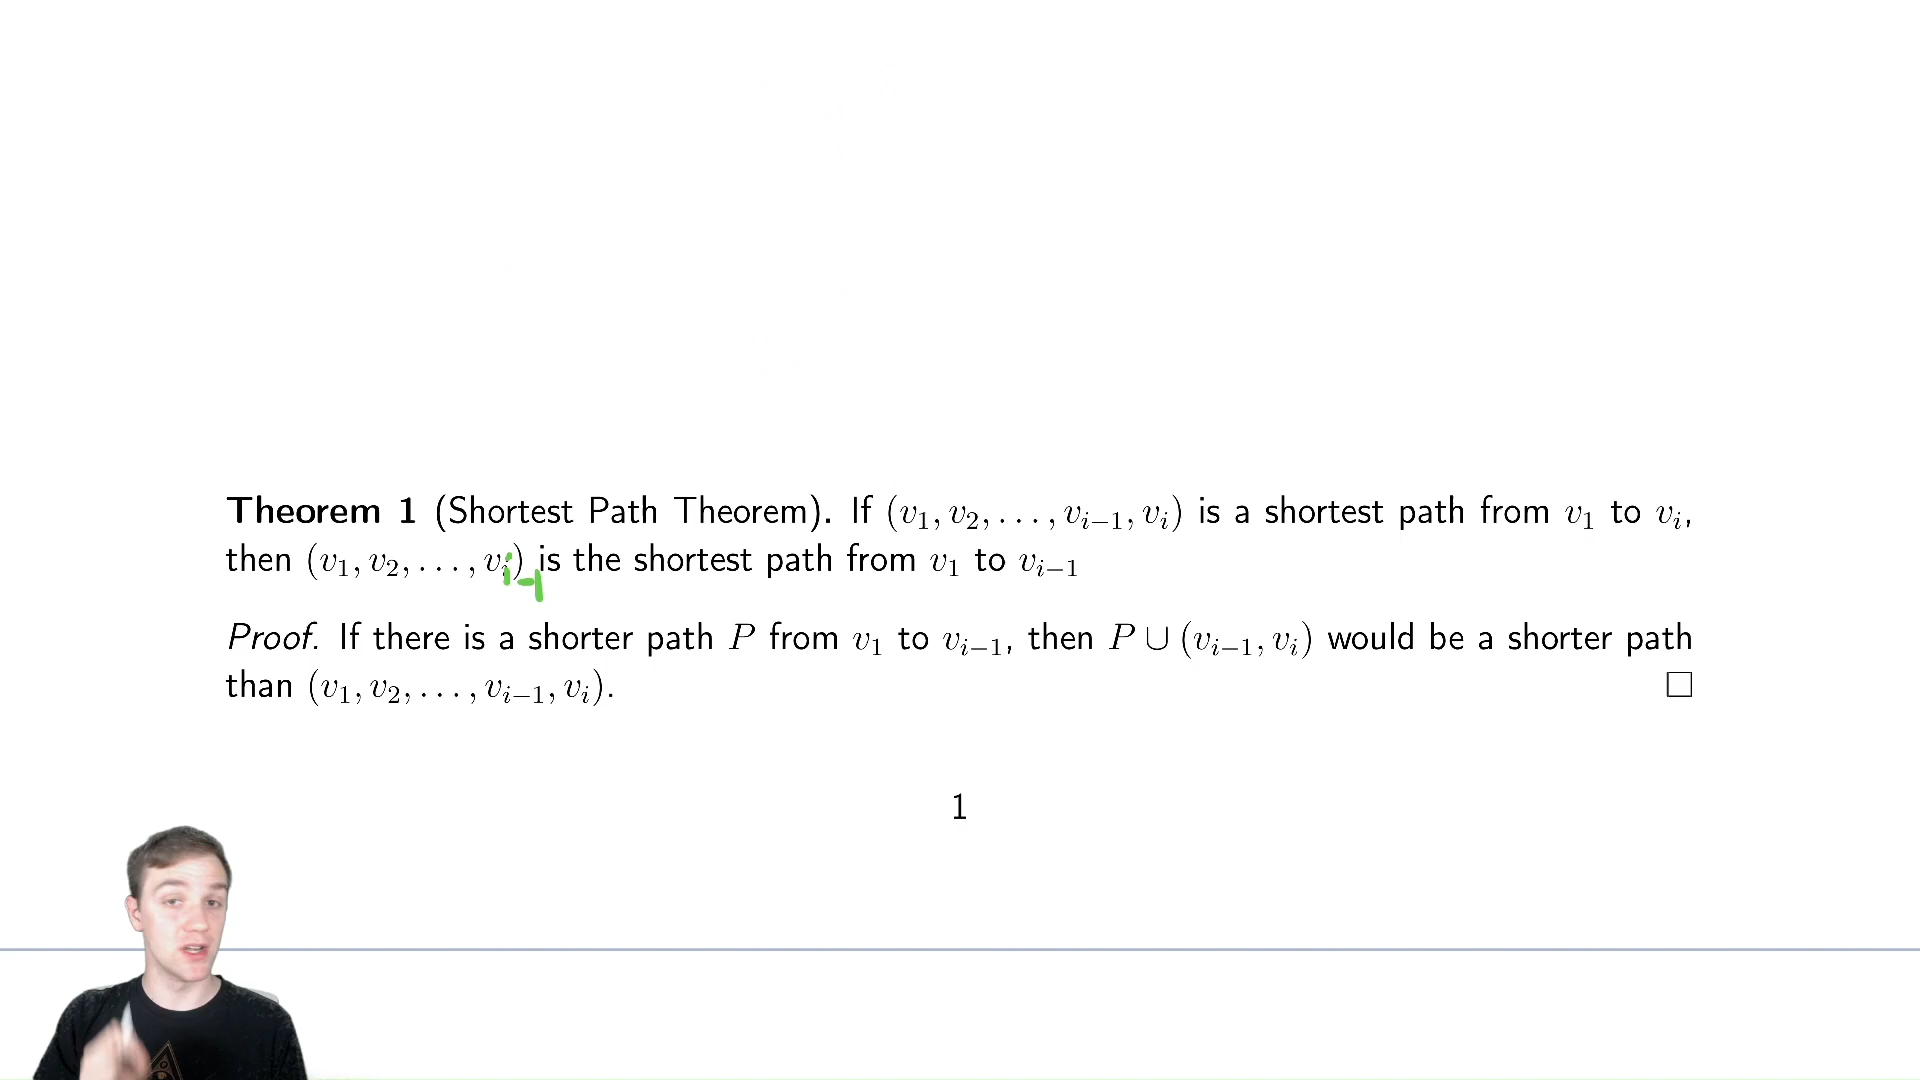 Theorem 1 (Shortest Path Theorem). If (v₁, v₂, . . . , vᵢ₋₁, vᵢ) is a shortest path from v₁ to vᵢ,
then (v₁, v₂, . . . , vᵢ₋₁) is the shortest path from v₁ to vᵢ₋₁
Proof. If there is a shorter path P from v₁ to vᵢ₋₁, then P ∪ (vᵢ₋₁, vᵢ) would be a shorter path
than (v₁, v₂, . . . , vᵢ₋₁, vᵢ). □
1